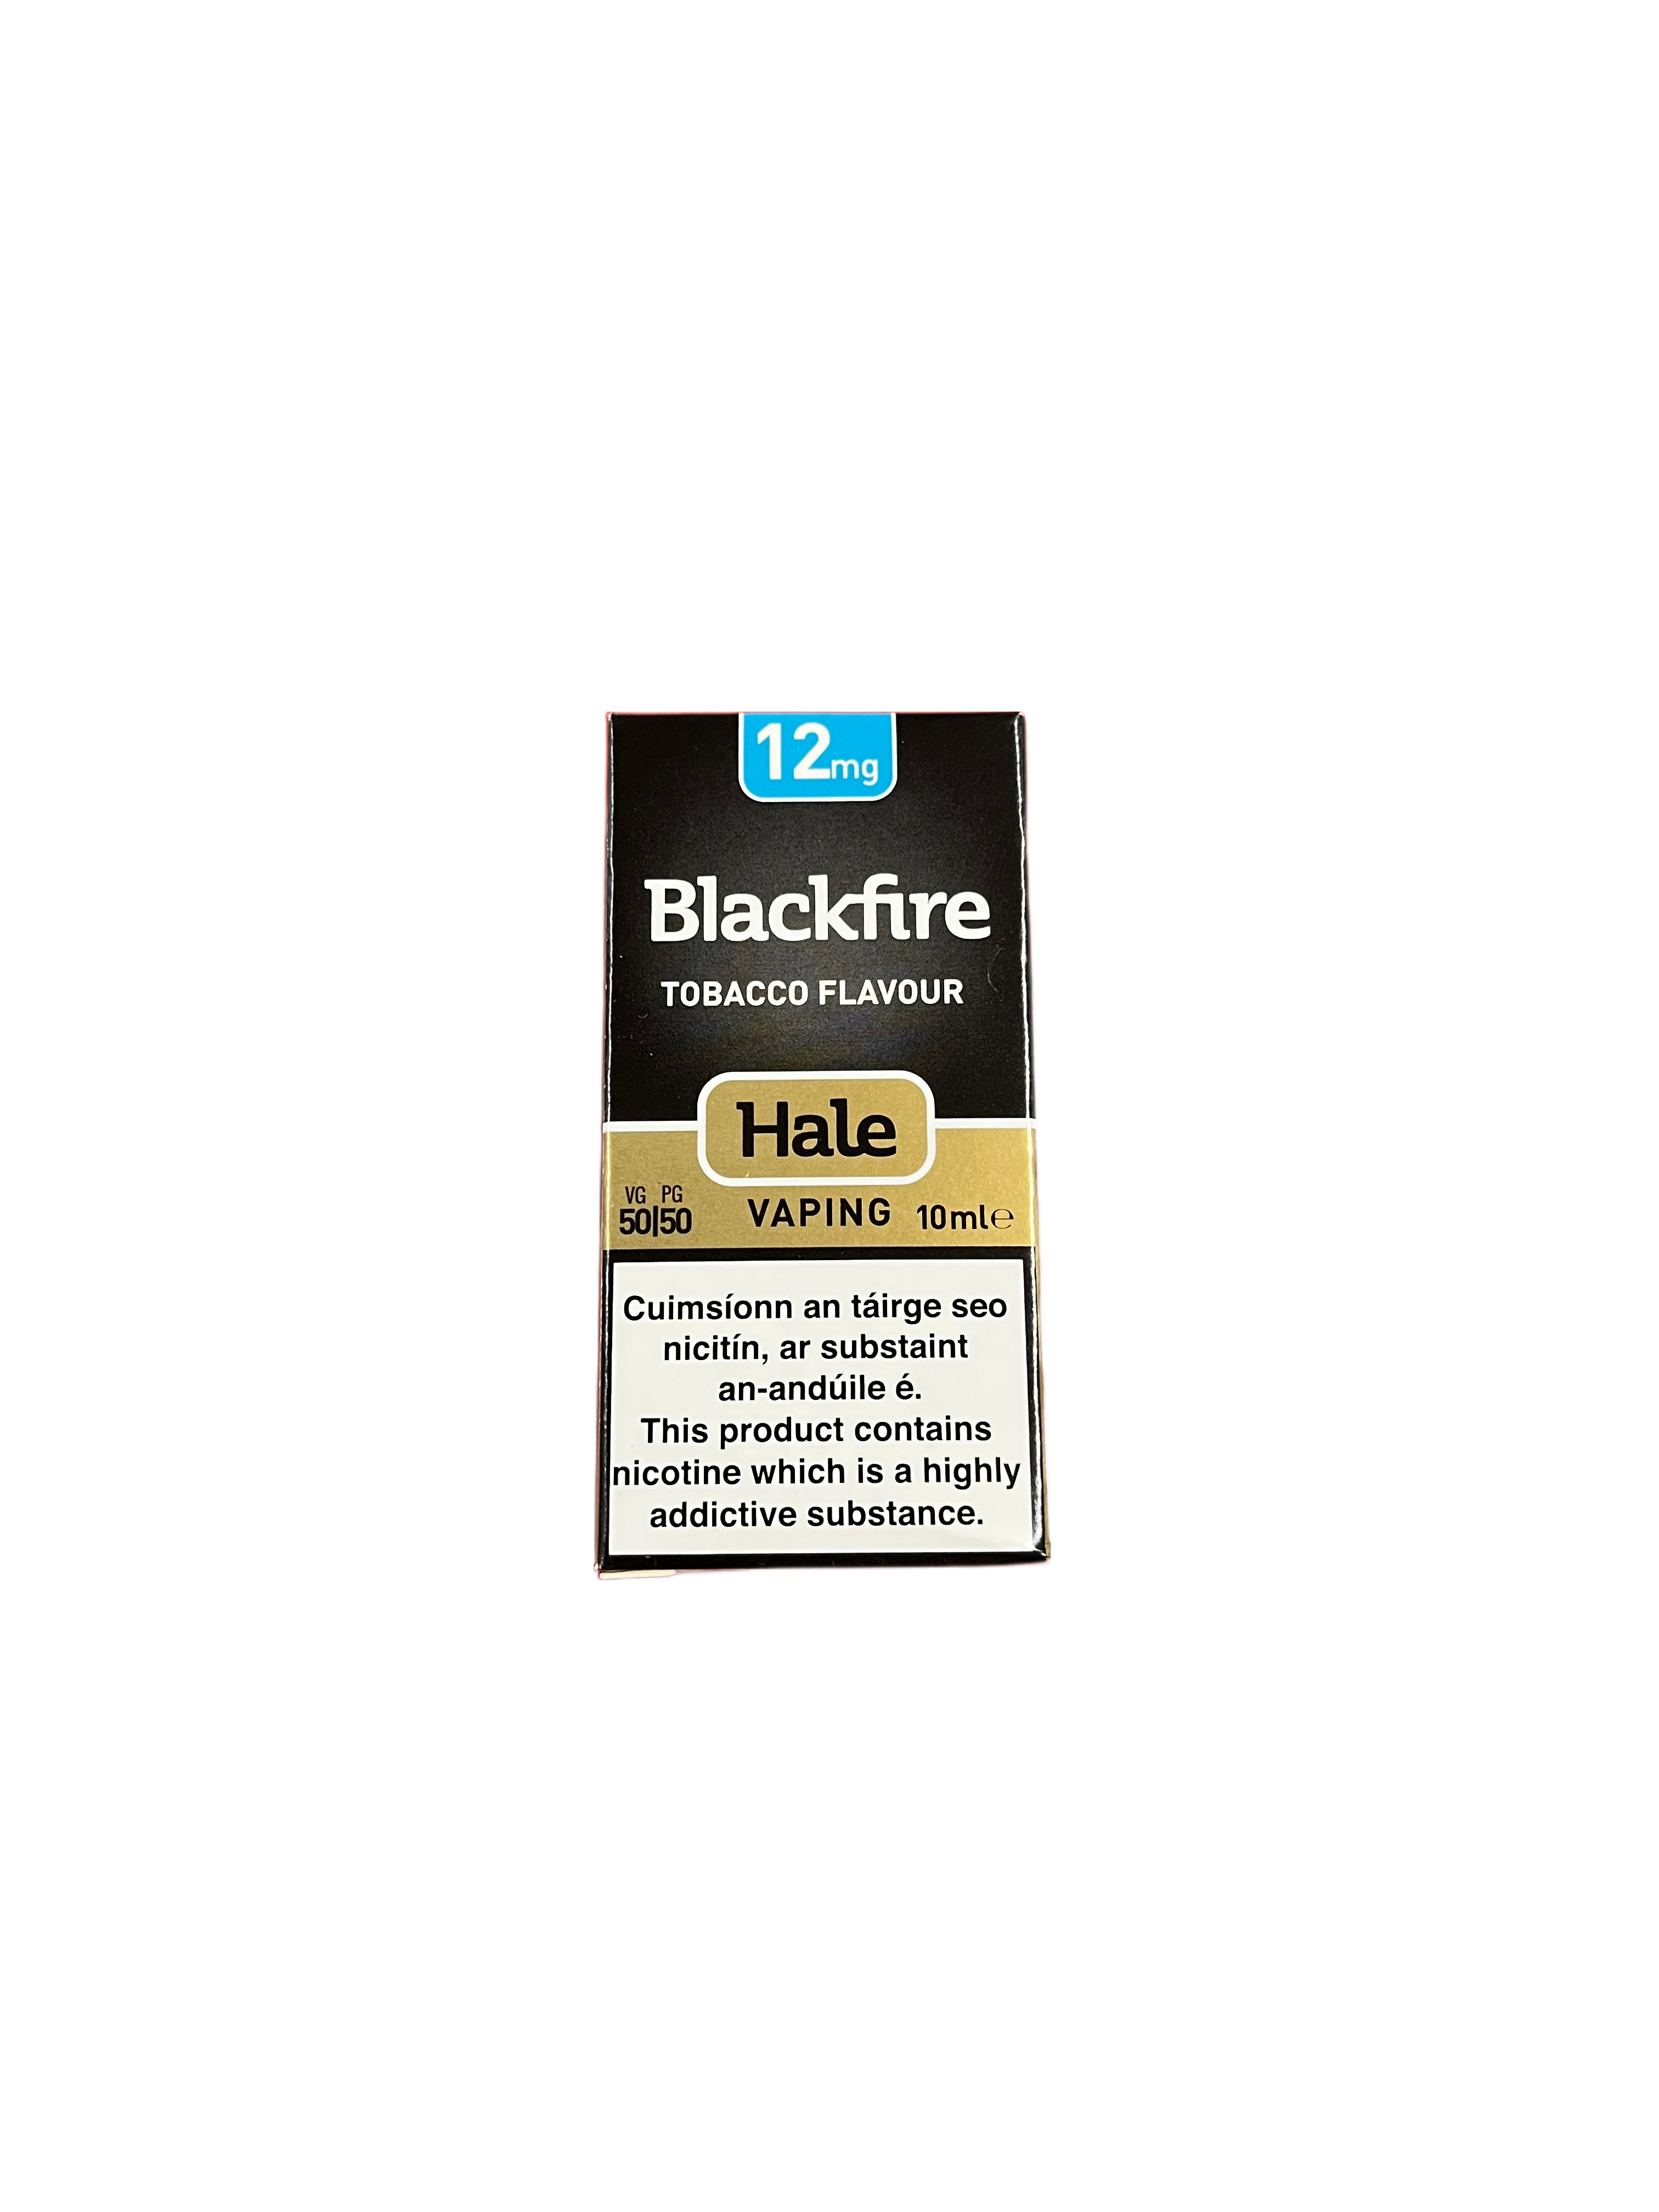 12mg
Blackfire
TOBACCO FLAVOUR
Hale
VG PG
50|50
VAPING
10ml℮
Cuimsíonn an táirge seo
nicitín, ar substaint
an-andúile é.
This product contains
nicotine which is a highly
addictive substance.